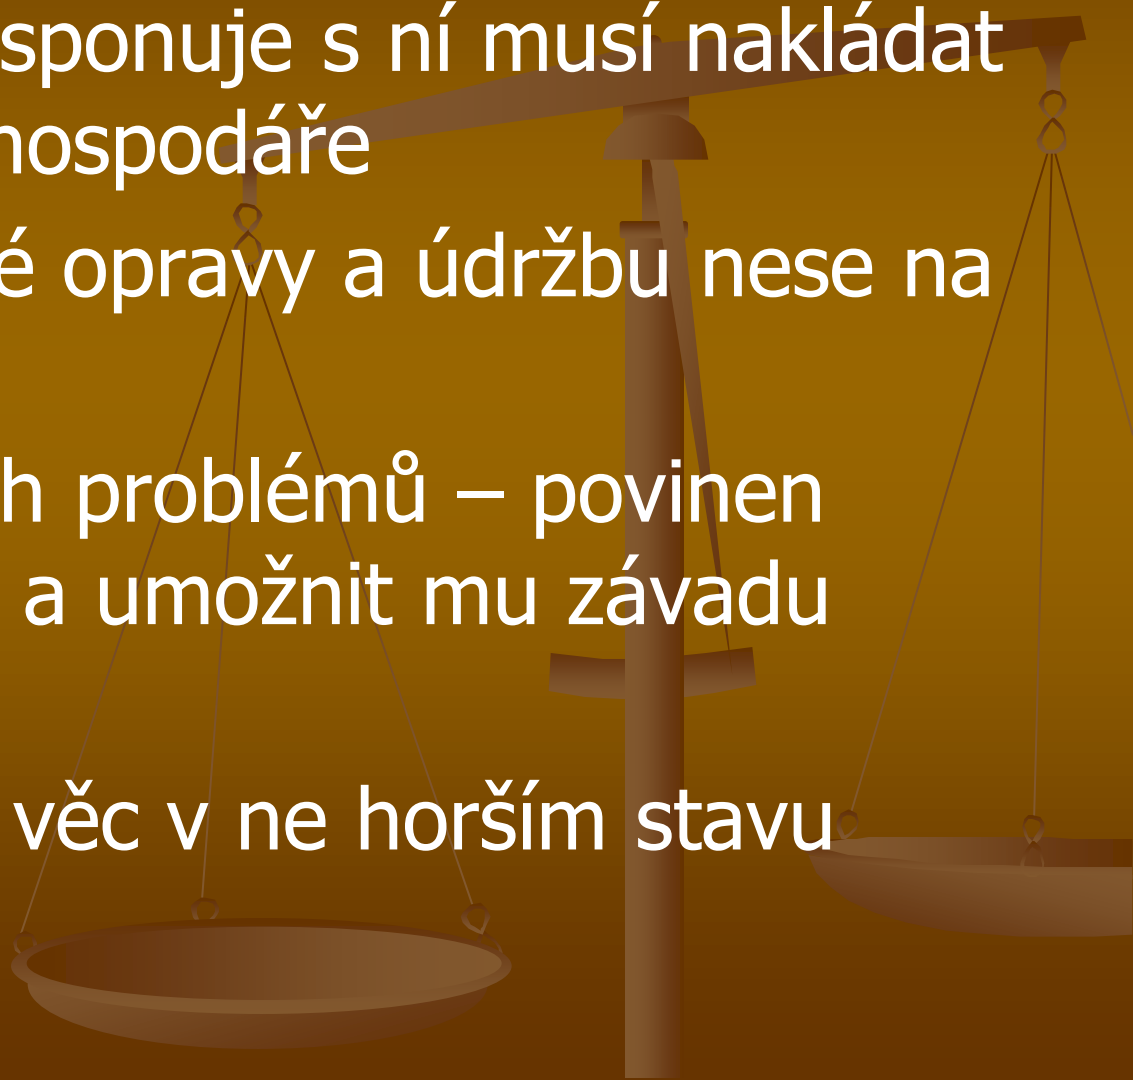 sponuje s ní musí nakládat
hospodáře
é opravy a údržbu nese na
h problémů – povinen
a umožnit mu závadu
věc v ne horším stavu